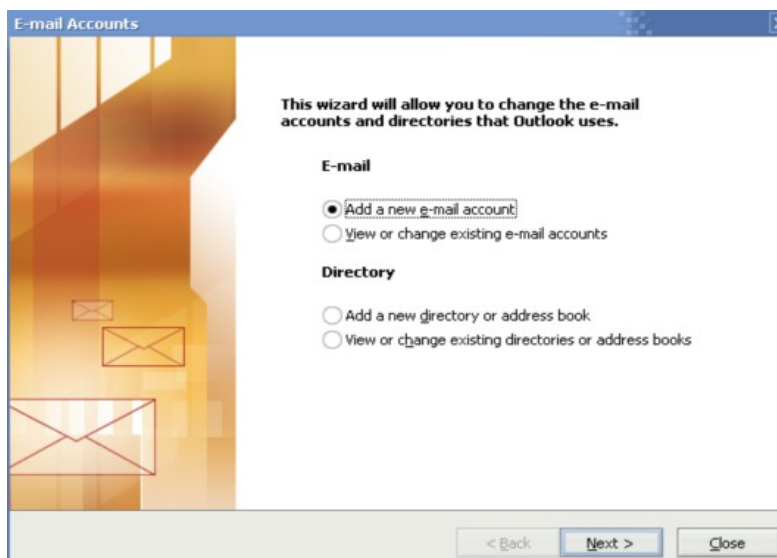 E-mail Accounts
This wizard will allow you to change the e-mail
accounts and directories that Outlook uses.
E-mail
Add a new e-mail account
View or change existing e-mail accounts
Directory
Add a new directory or address book
View or change existing directories or address books
< Back Next > Close